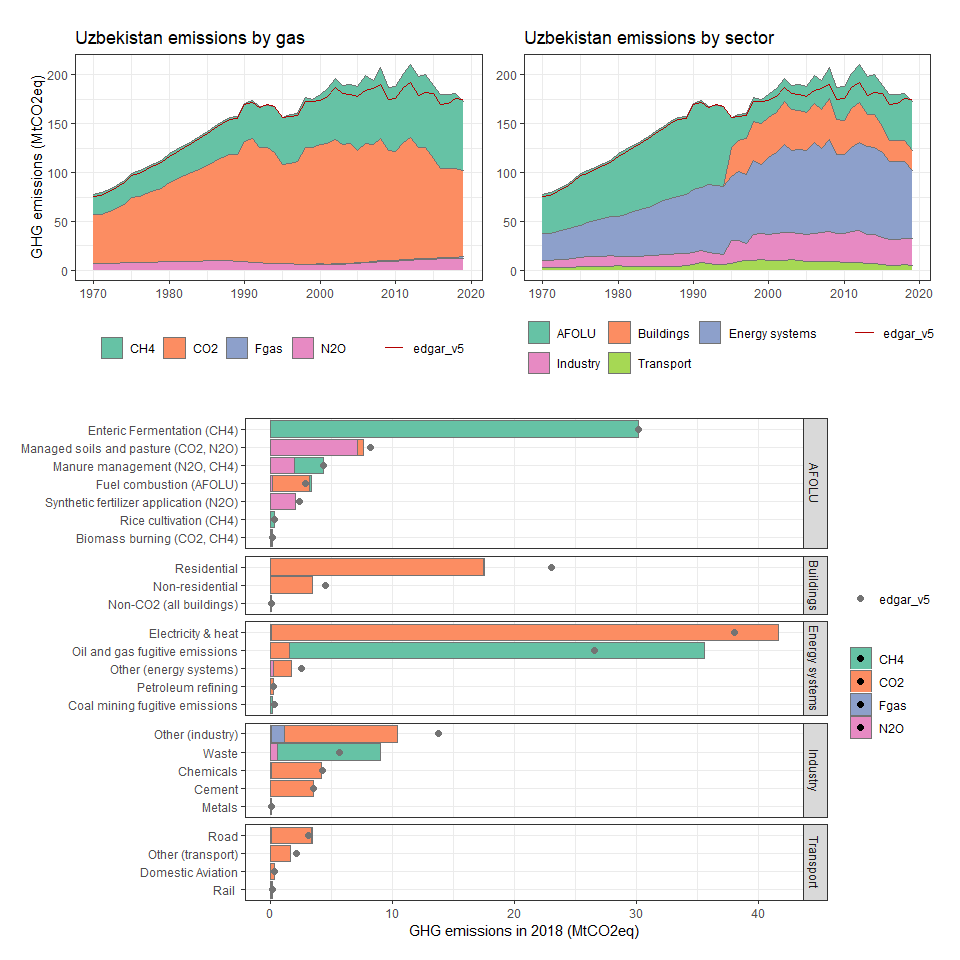 Uzbekistan emissions by gas
GHG emissions (MtCO2eq)
200
150
100
50
0
1970 1980 1990 2000 2010 2020
CH4 CO2 Fgas N2O edgar_v5
Uzbekistan emissions by sector
200
150
100
50
0
1970 1980 1990 2000 2010 2020
AFOLU Buildings Energy systems edgar_v5
Industry Transport
Enteric Fermentation (CH4)
Managed soils and pasture (CO2, N2O)
Manure management (N2O, CH4)
Fuel combustion (AFOLU)
Synthetic fertilizer application (N2O)
Rice cultivation (CH4)
Biomass burning (CO2, CH4)
AFOLU
Residential
Non-residential
Non-CO2 (all buildings)
Buildings
Electricity & heat
Oil and gas fugitive emissions
Other (energy systems)
Petroleum refining
Coal mining fugitive emissions
Energy systems
Other (industry)
Waste
Chemicals
Cement
Metals
Industry
Road
Other (transport)
Domestic Aviation
Rail
Transport
0 10 20 30 40
GHG emissions in 2018 (MtCO2eq)
edgar_v5
CH4
CO2
Fgas
N2O